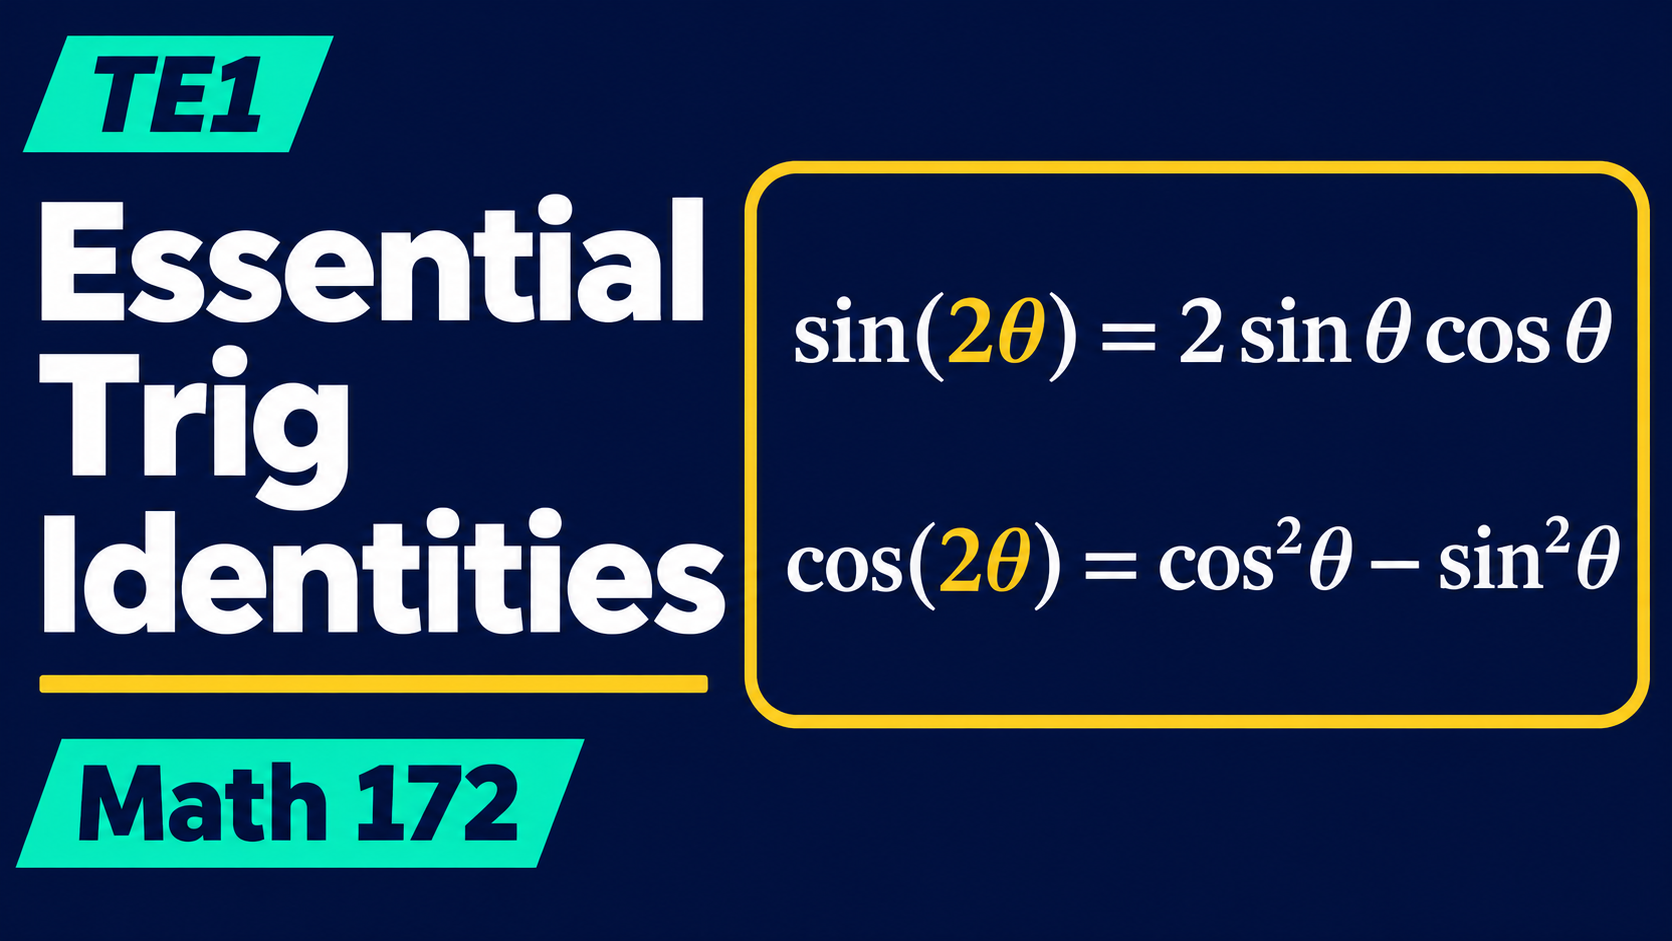 TE1
Essential
Trig
Identities
Math 172
sin(2θ) = 2 sin θ cos θ
cos(2θ) = cos²θ − sin²θ